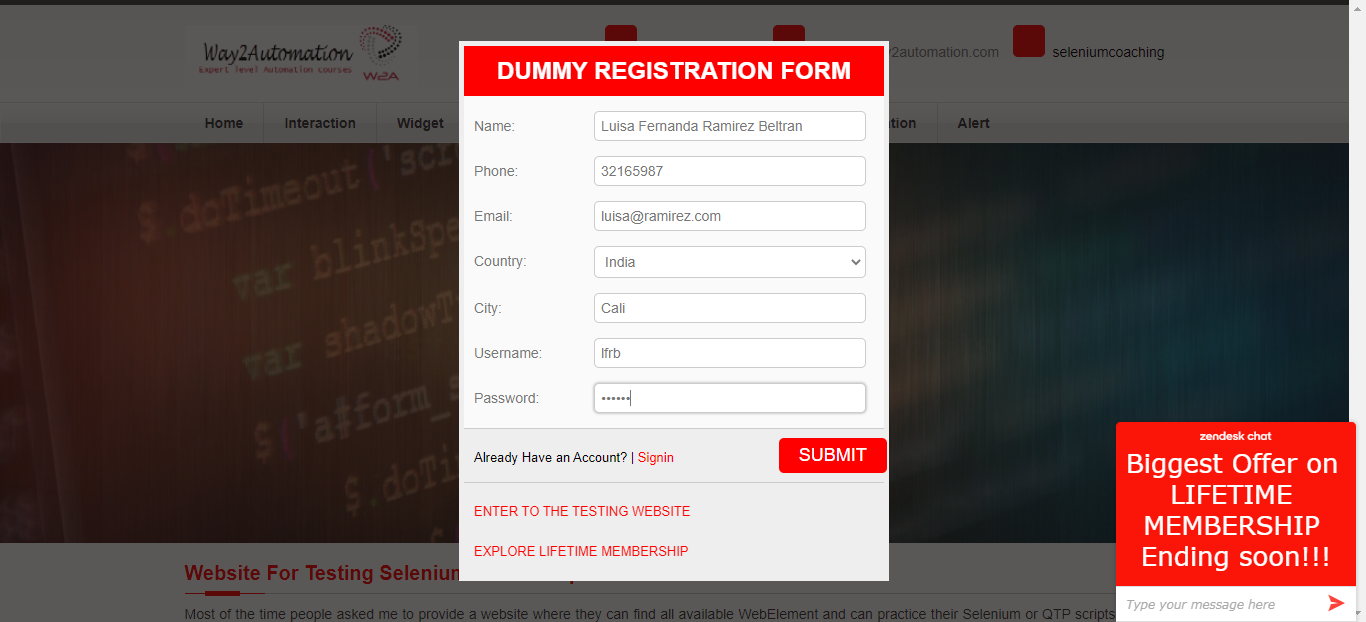 Way2Automation
Expert level Automation courses
W2A
2automation.com
seleniumcoaching
Home
Interaction
Widget
tion
Alert
DUMMY REGISTRATION FORM
Name:
Luisa Fernanda Ramirez Beltran
Phone:
32165987
Email:
luisa@ramirez.com
Country:
India
City:
Cali
Username:
lfrb
Password:
••••••
Already Have an Account? | Signin
SUBMIT
ENTER TO THE TESTING WEBSITE
EXPLORE LIFETIME MEMBERSHIP
$.doTimeout( 'scr
var blinkSpe
var shadowT
$('a#form_s
$.doTi
zendesk chat
Biggest Offer on
LIFETIME
MEMBERSHIP
Ending soon!!!
Type your message here
Website For Testing Seleniu
Most of the time people asked me to provide a website where they can find all available WebElement and can practice their Selenium or QTP scripts